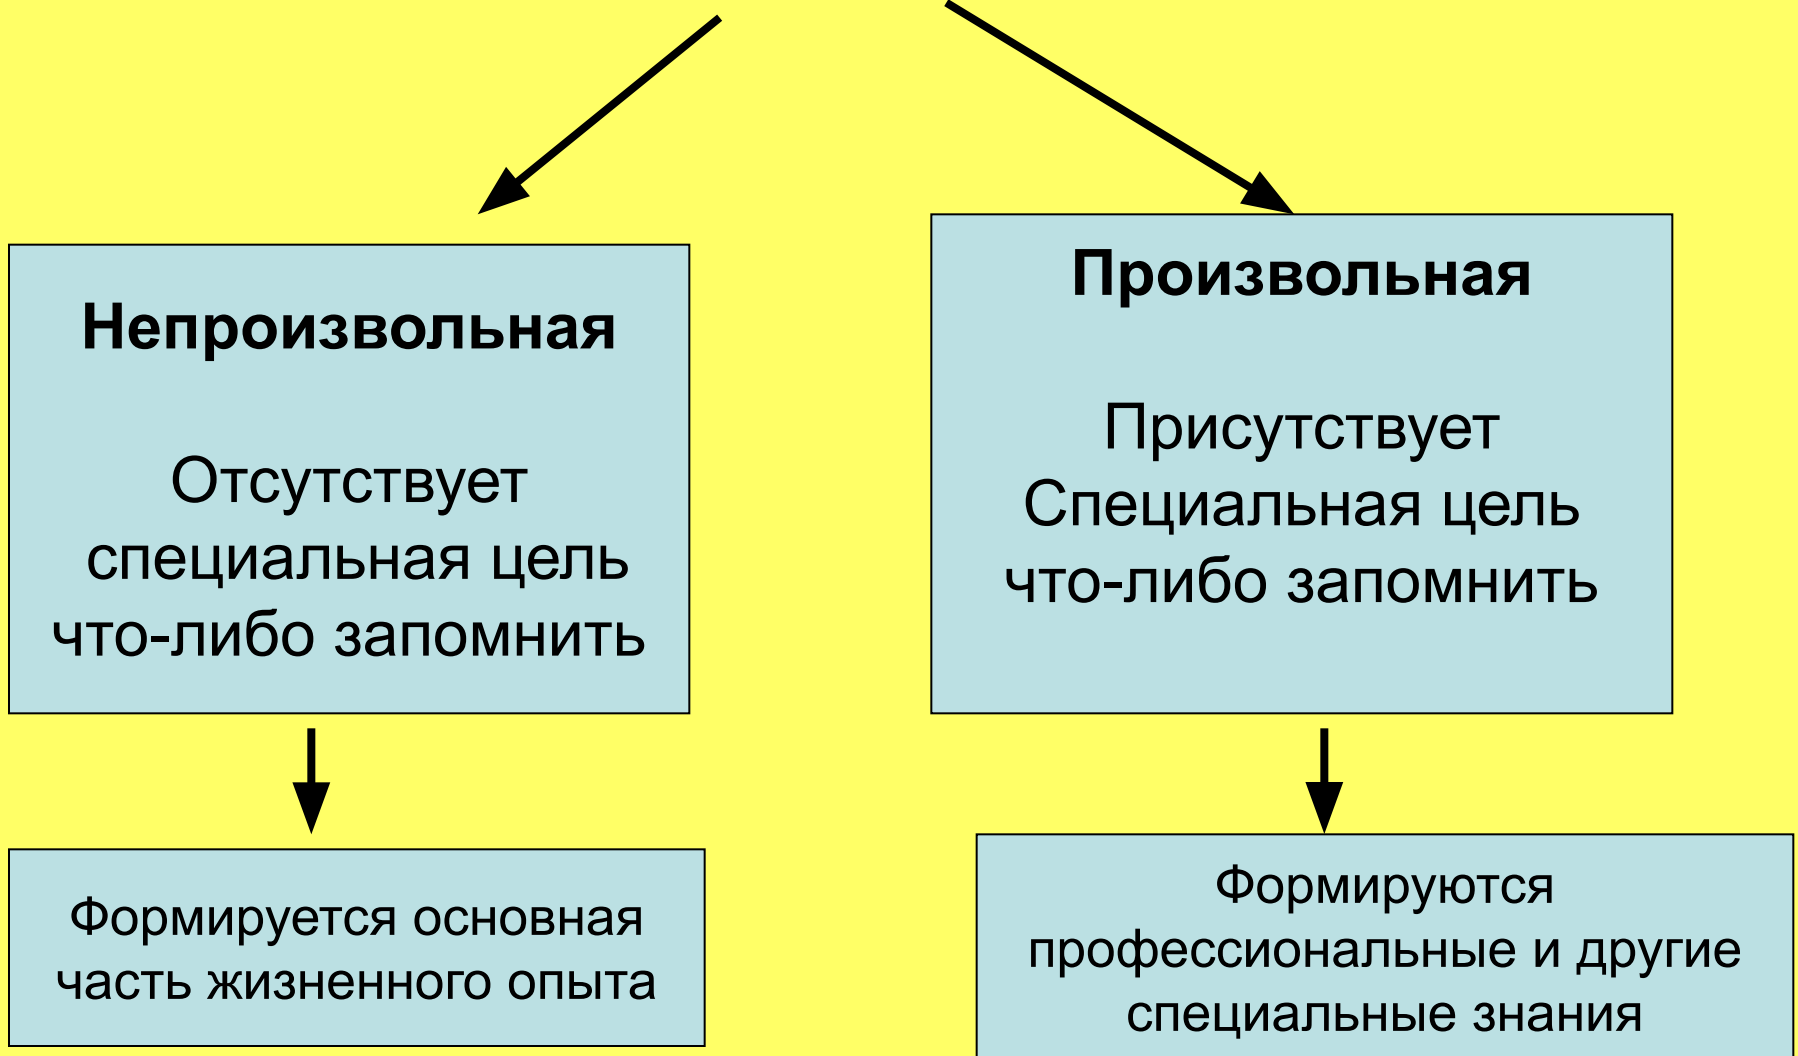 Непроизвольная
Отсутствует
специальная цель
что-либо запомнить
Произвольная
Присутствует
Специальная цель
что-либо запомнить
Формируется основная
часть жизненного опыта
Формируются
профессиональные и другие
специальные знания